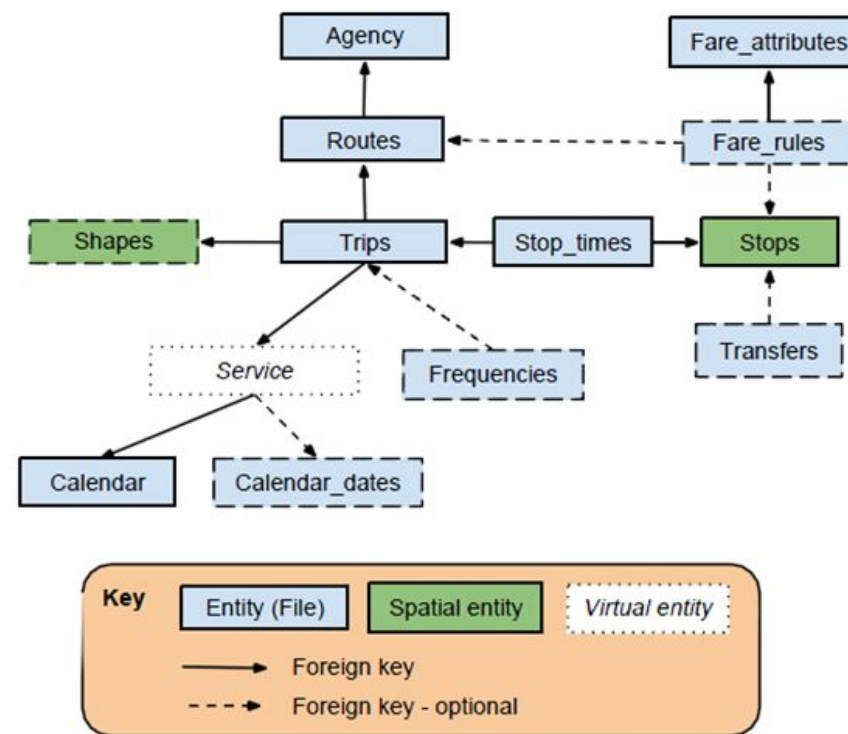 Agency
Fare_attributes
Routes
Fare_rules
Shapes
Trips
Stop_times
Stops
Service
Frequencies
Transfers
Calendar
Calendar_dates
Key
Entity (File)
Spatial entity
Virtual entity
Foreign key
Foreign key - optional